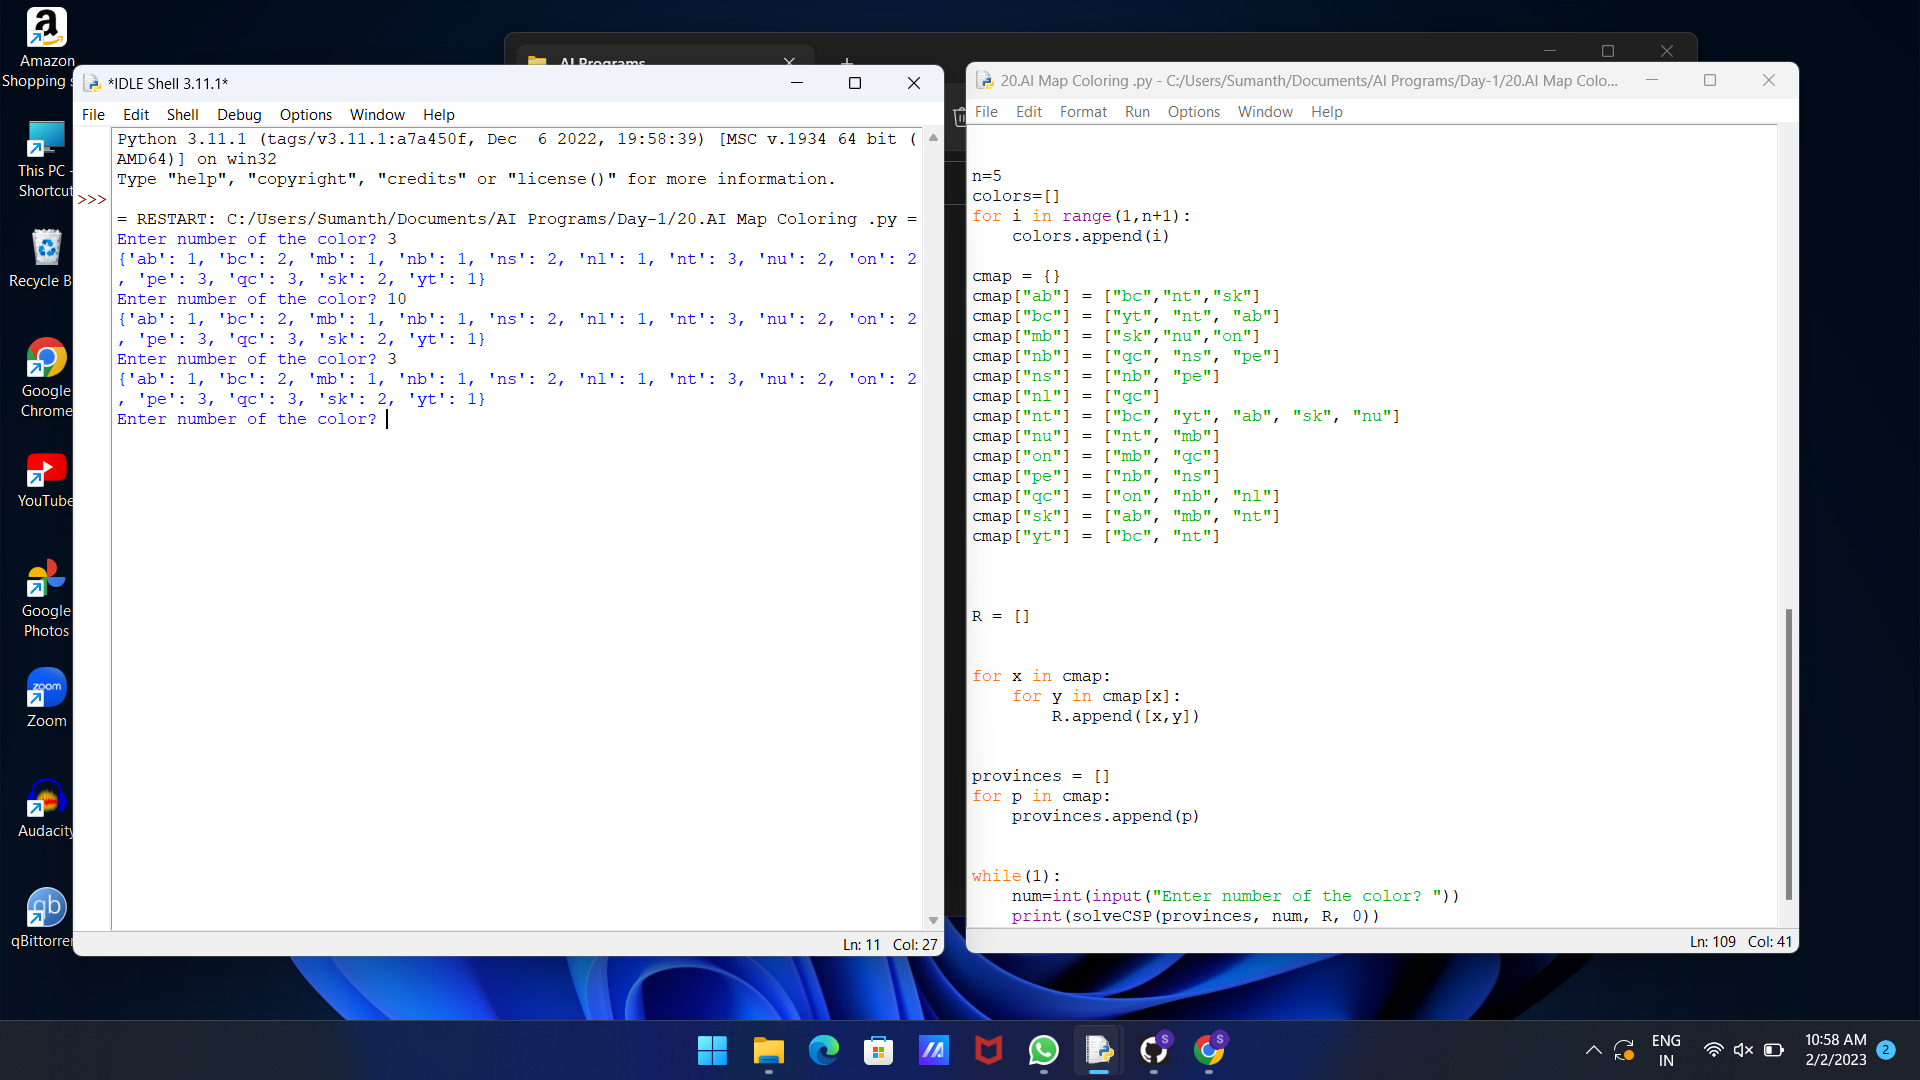 Amazon
Shopping
This PC -
Shortcut
Recycle B
Google
Chrome
YouTube
Google
Photos
zoom
Zoom
Audacity
qb
qBittorre
AI Programs
*IDLE Shell 3.11.1*
File Edit Shell Debug Options Window Help
Python 3.11.1 (tags/v3.11.1:a7a450f, Dec  6 2022, 19:58:39) [MSC v.1934 64 bit (
AMD64)] on win32
Type "help", "copyright", "credits" or "license()" for more information.
>>>
= RESTART: C:/Users/Sumanth/Documents/AI Programs/Day-1/20.AI Map Coloring .py =
Enter number of the color? 3
{'ab': 1, 'bc': 2, 'mb': 1, 'nb': 1, 'ns': 2, 'nl': 1, 'nt': 3, 'nu': 2, 'on': 2
, 'pe': 3, 'qc': 3, 'sk': 2, 'yt': 1}
Enter number of the color? 10
{'ab': 1, 'bc': 2, 'mb': 1, 'nb': 1, 'ns': 2, 'nl': 1, 'nt': 3, 'nu': 2, 'on': 2
, 'pe': 3, 'qc': 3, 'sk': 2, 'yt': 1}
Enter number of the color? 3
{'ab': 1, 'bc': 2, 'mb': 1, 'nb': 1, 'ns': 2, 'nl': 1, 'nt': 3, 'nu': 2, 'on': 2
, 'pe': 3, 'qc': 3, 'sk': 2, 'yt': 1}
Enter number of the color?
Ln: 11 Col: 27
20.AI Map Coloring .py - C:/Users/Sumanth/Documents/AI Programs/Day-1/20.AI Map Colo...
File Edit Format Run Options Window Help
n=5
colors=[]
for i in range(1,n+1):
    colors.append(i)
cmap = {}
cmap["ab"] = ["bc","nt","sk"]
cmap["bc"] = ["yt", "nt", "ab"]
cmap["mb"] = ["sk","nu","on"]
cmap["nb"] = ["qc", "ns", "pe"]
cmap["ns"] = ["nb", "pe"]
cmap["nl"] = ["qc"]
cmap["nt"] = ["bc", "yt", "ab", "sk", "nu"]
cmap["nu"] = ["nt", "mb"]
cmap["on"] = ["mb", "qc"]
cmap["pe"] = ["nb", "ns"]
cmap["qc"] = ["on", "nb", "nl"]
cmap["sk"] = ["ab", "mb", "nt"]
cmap["yt"] = ["bc", "nt"]
R = []
for x in cmap:
    for y in cmap[x]:
        R.append([x,y])
provinces = []
for p in cmap:
    provinces.append(p)
while(1):
    num=int(input("Enter number of the color? "))
    print(solveCSP(provinces, num, R, 0))
Ln: 109 Col: 41
S
S
ENG
IN
10:58 AM
2/2/2023
2